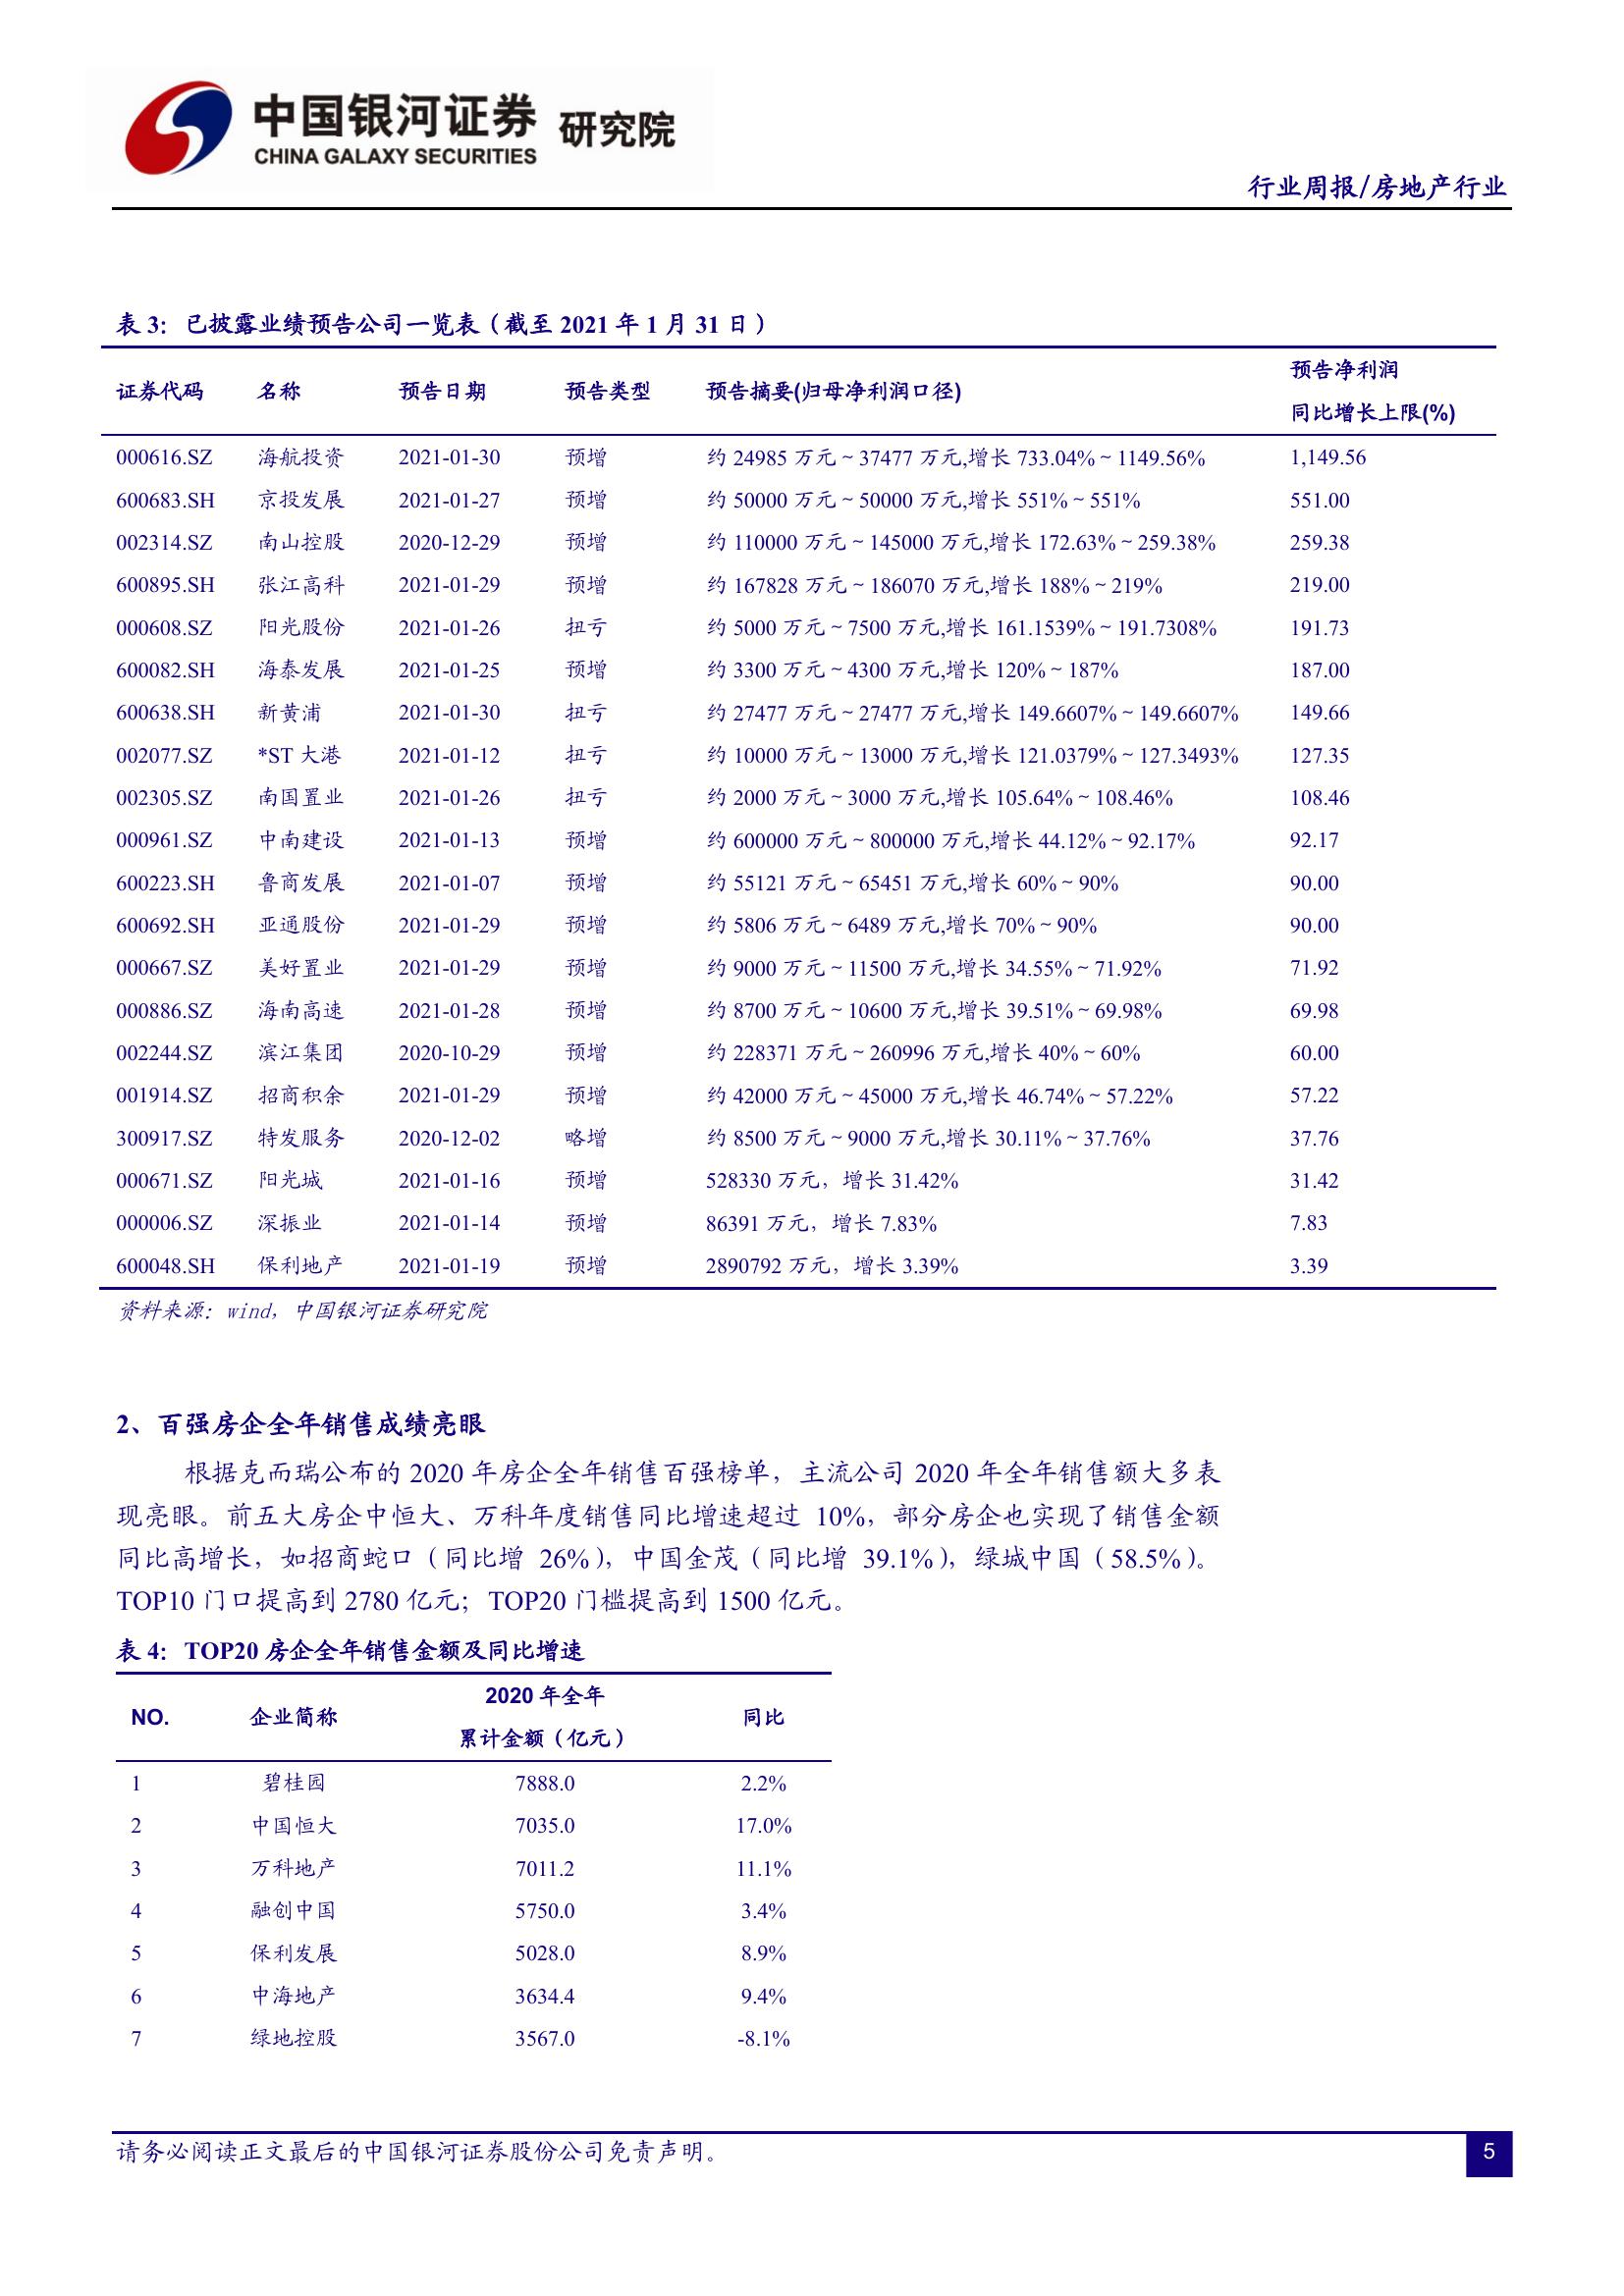 中国银河证券 研究院
CHINA GALAXY SECURITIES
行业周报/房地产行业
表 3：已披露业绩预告公司一览表（截至 2021 年 1 月 31 日）
证券代码 名称 预告日期 预告类型 预告摘要(归母净利润口径) 预告净利润
同比增长上限(%)
000616.SZ 海航投资 2021-01-30 预增 约 24985 万元～37477 万元,增长 733.04%～1149.56% 1,149.56
600683.SH 京投发展 2021-01-27 预增 约 50000 万元～50000 万元,增长 551%～551% 551.00
002314.SZ 南山控股 2020-12-29 预增 约 110000 万元～145000 万元,增长 172.63%～259.38% 259.38
600895.SH 张江高科 2021-01-29 预增 约 167828 万元～186070 万元,增长 188%～219% 219.00
000608.SZ 阳光股份 2021-01-26 扭亏 约 5000 万元～7500 万元,增长 161.1539%～191.7308% 191.73
600082.SH 海泰发展 2021-01-25 预增 约 3300 万元～4300 万元,增长 120%～187% 187.00
600638.SH 新黄浦 2021-01-30 扭亏 约 27477 万元～27477 万元,增长 149.6607%～149.6607% 149.66
002077.SZ *ST 大港 2021-01-12 扭亏 约 10000 万元～13000 万元,增长 121.0379%～127.3493% 127.35
002305.SZ 南国置业 2021-01-26 扭亏 约 2000 万元～3000 万元,增长 105.64%～108.46% 108.46
000961.SZ 中南建设 2021-01-13 预增 约 600000 万元～800000 万元,增长 44.12%～92.17% 92.17
600223.SH 鲁商发展 2021-01-07 预增 约 55121 万元～65451 万元,增长 60%～90% 90.00
600692.SH 亚通股份 2021-01-29 预增 约 5806 万元～6489 万元,增长 70%～90% 90.00
000667.SZ 美好置业 2021-01-29 预增 约 9000 万元～11500 万元,增长 34.55%～71.92% 71.92
000886.SZ 海南高速 2021-01-28 预增 约 8700 万元～10600 万元,增长 39.51%～69.98% 69.98
002244.SZ 滨江集团 2020-10-29 预增 约 228371 万元～260996 万元,增长 40%～60% 60.00
001914.SZ 招商积余 2021-01-29 预增 约 42000 万元～45000 万元,增长 46.74%～57.22% 57.22
300917.SZ 特发服务 2020-12-02 略增 约 8500 万元～9000 万元,增长 30.11%～37.76% 37.76
000671.SZ 阳光城 2021-01-16 预增 528330 万元，增长 31.42% 31.42
000006.SZ 深振业 2021-01-14 预增 86391 万元，增长 7.83% 7.83
600048.SH 保利地产 2021-01-19 预增 2890792 万元，增长 3.39% 3.39
资料来源：wind，中国银河证券研究院
2、百强房企全年销售成绩亮眼
根据克而瑞公布的 2020 年房企全年销售百强榜单，主流公司 2020 年全年销售额大多表
现亮眼。前五大房企中恒大、万科年度销售同比增速超过 10%，部分房企也实现了销售金额
同比高增长，如招商蛇口（同比增 26%），中国金茂（同比增 39.1%），绿城中国（58.5%）。
TOP10 门口提高到 2780 亿元；TOP20 门槛提高到 1500 亿元。
表 4：TOP20 房企全年销售金额及同比增速
NO. 企业简称 2020 年全年
累计金额（亿元） 同比
1 碧桂园 7888.0 2.2%
2 中国恒大 7035.0 17.0%
3 万科地产 7011.2 11.1%
4 融创中国 5750.0 3.4%
5 保利发展 5028.0 8.9%
6 中海地产 3634.4 9.4%
7 绿地控股 3567.0 -8.1%
请务必阅读正文最后的中国银河证券股份公司免责声明。 5